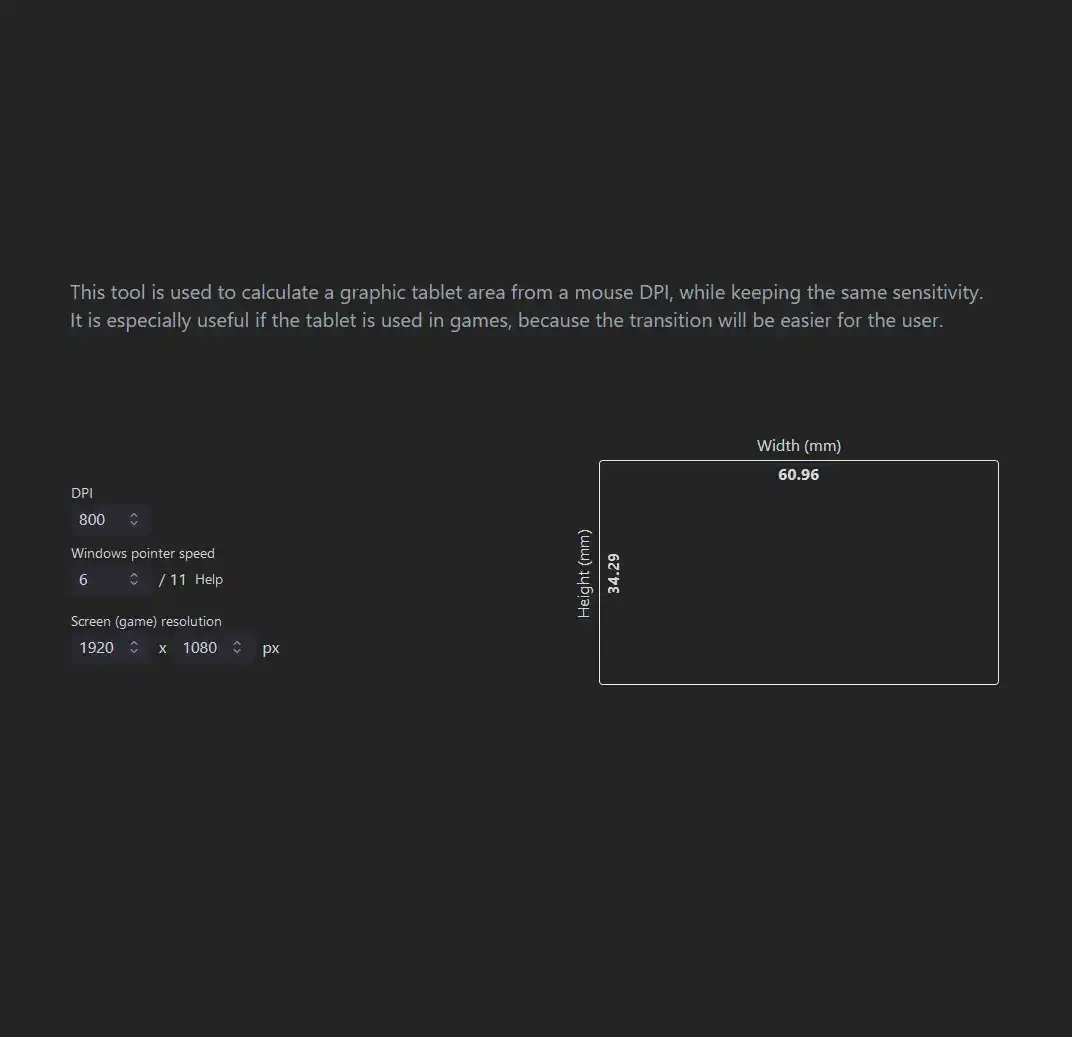 This tool is used to calculate a graphic tablet area from a mouse DPI, while keeping the same sensitivity.
It is especially useful if the tablet is used in games, because the transition will be easier for the user.
DPI
800
Windows pointer speed
6 / 11 Help
Screen (game) resolution
1920 x 1080 px
Width (mm)
60.96
Height (mm)
34.29